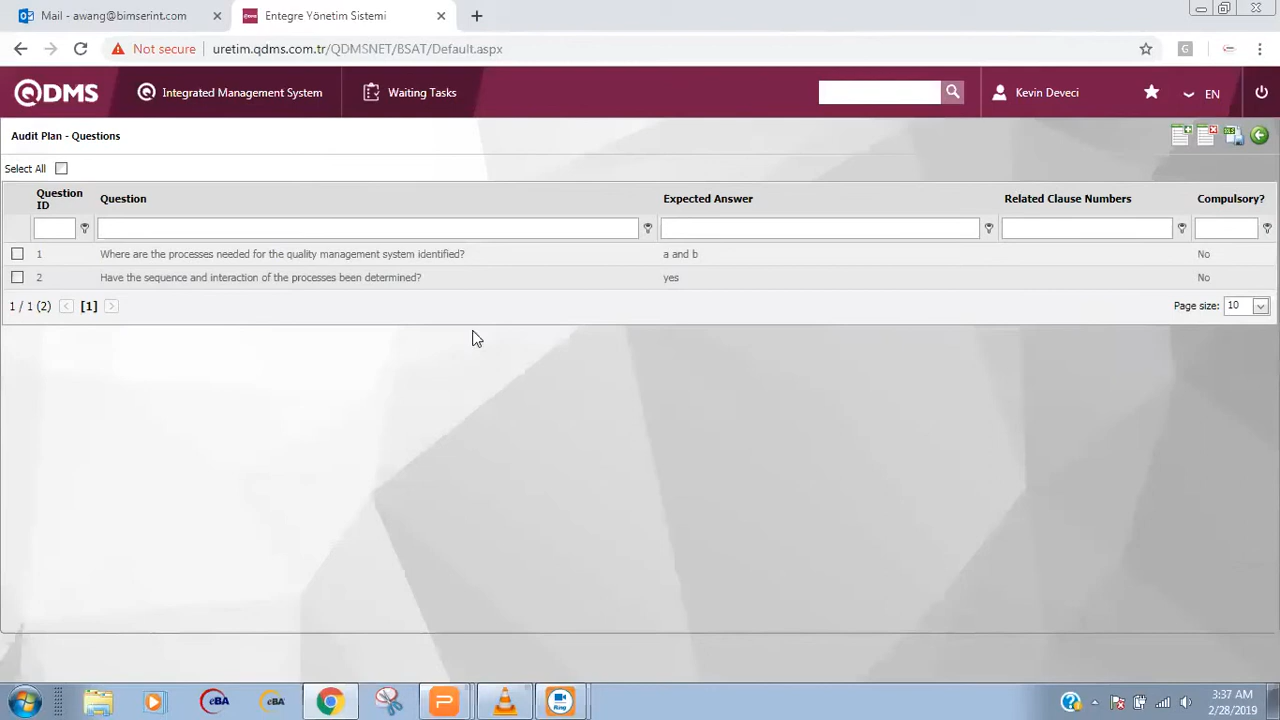 Mail - awang@bimserint.com
Entegre Yönetim Sistemi
Not secure
uretim.qdms.com.tr/QDMSNET/BSAT/Default.aspx
QDMS
Integrated Management System
Waiting Tasks
Kevin Deveci
EN
Audit Plan - Questions
Select All
Question ID
Question
Expected Answer
Related Clause Numbers
Compulsory?
1 Where are the processes needed for the quality management system identified? a and b No
2 Have the sequence and interaction of the processes been determined? yes No
1 / 1 (2) [1] Page size: 10
eBA
eBA
Ring
3:37 AM
2/28/2019